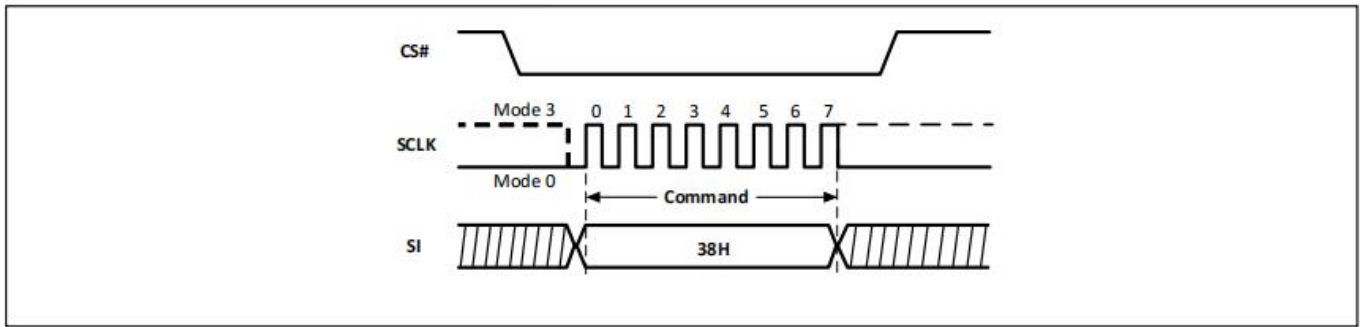 CS#
Mode 3 0 1 2 3 4 5 6 7
SCLK
Mode 0
Command
SI 38H